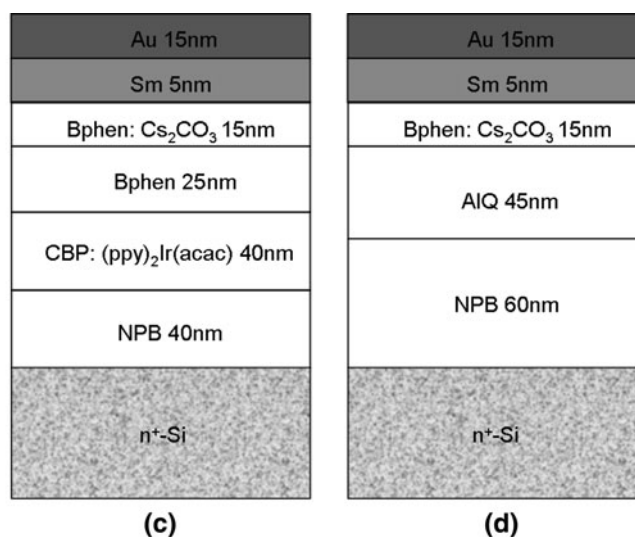 Au 15nm
Sm 5nm
Bphen: Cs₂CO₃ 15nm
Bphen 25nm
CBP: (ppy)₂Ir(acac) 40nm
NPB 40nm
n⁺-Si
(c)
Au 15nm
Sm 5nm
Bphen: Cs₂CO₃ 15nm
AlQ 45nm
NPB 60nm
n⁺-Si
(d)